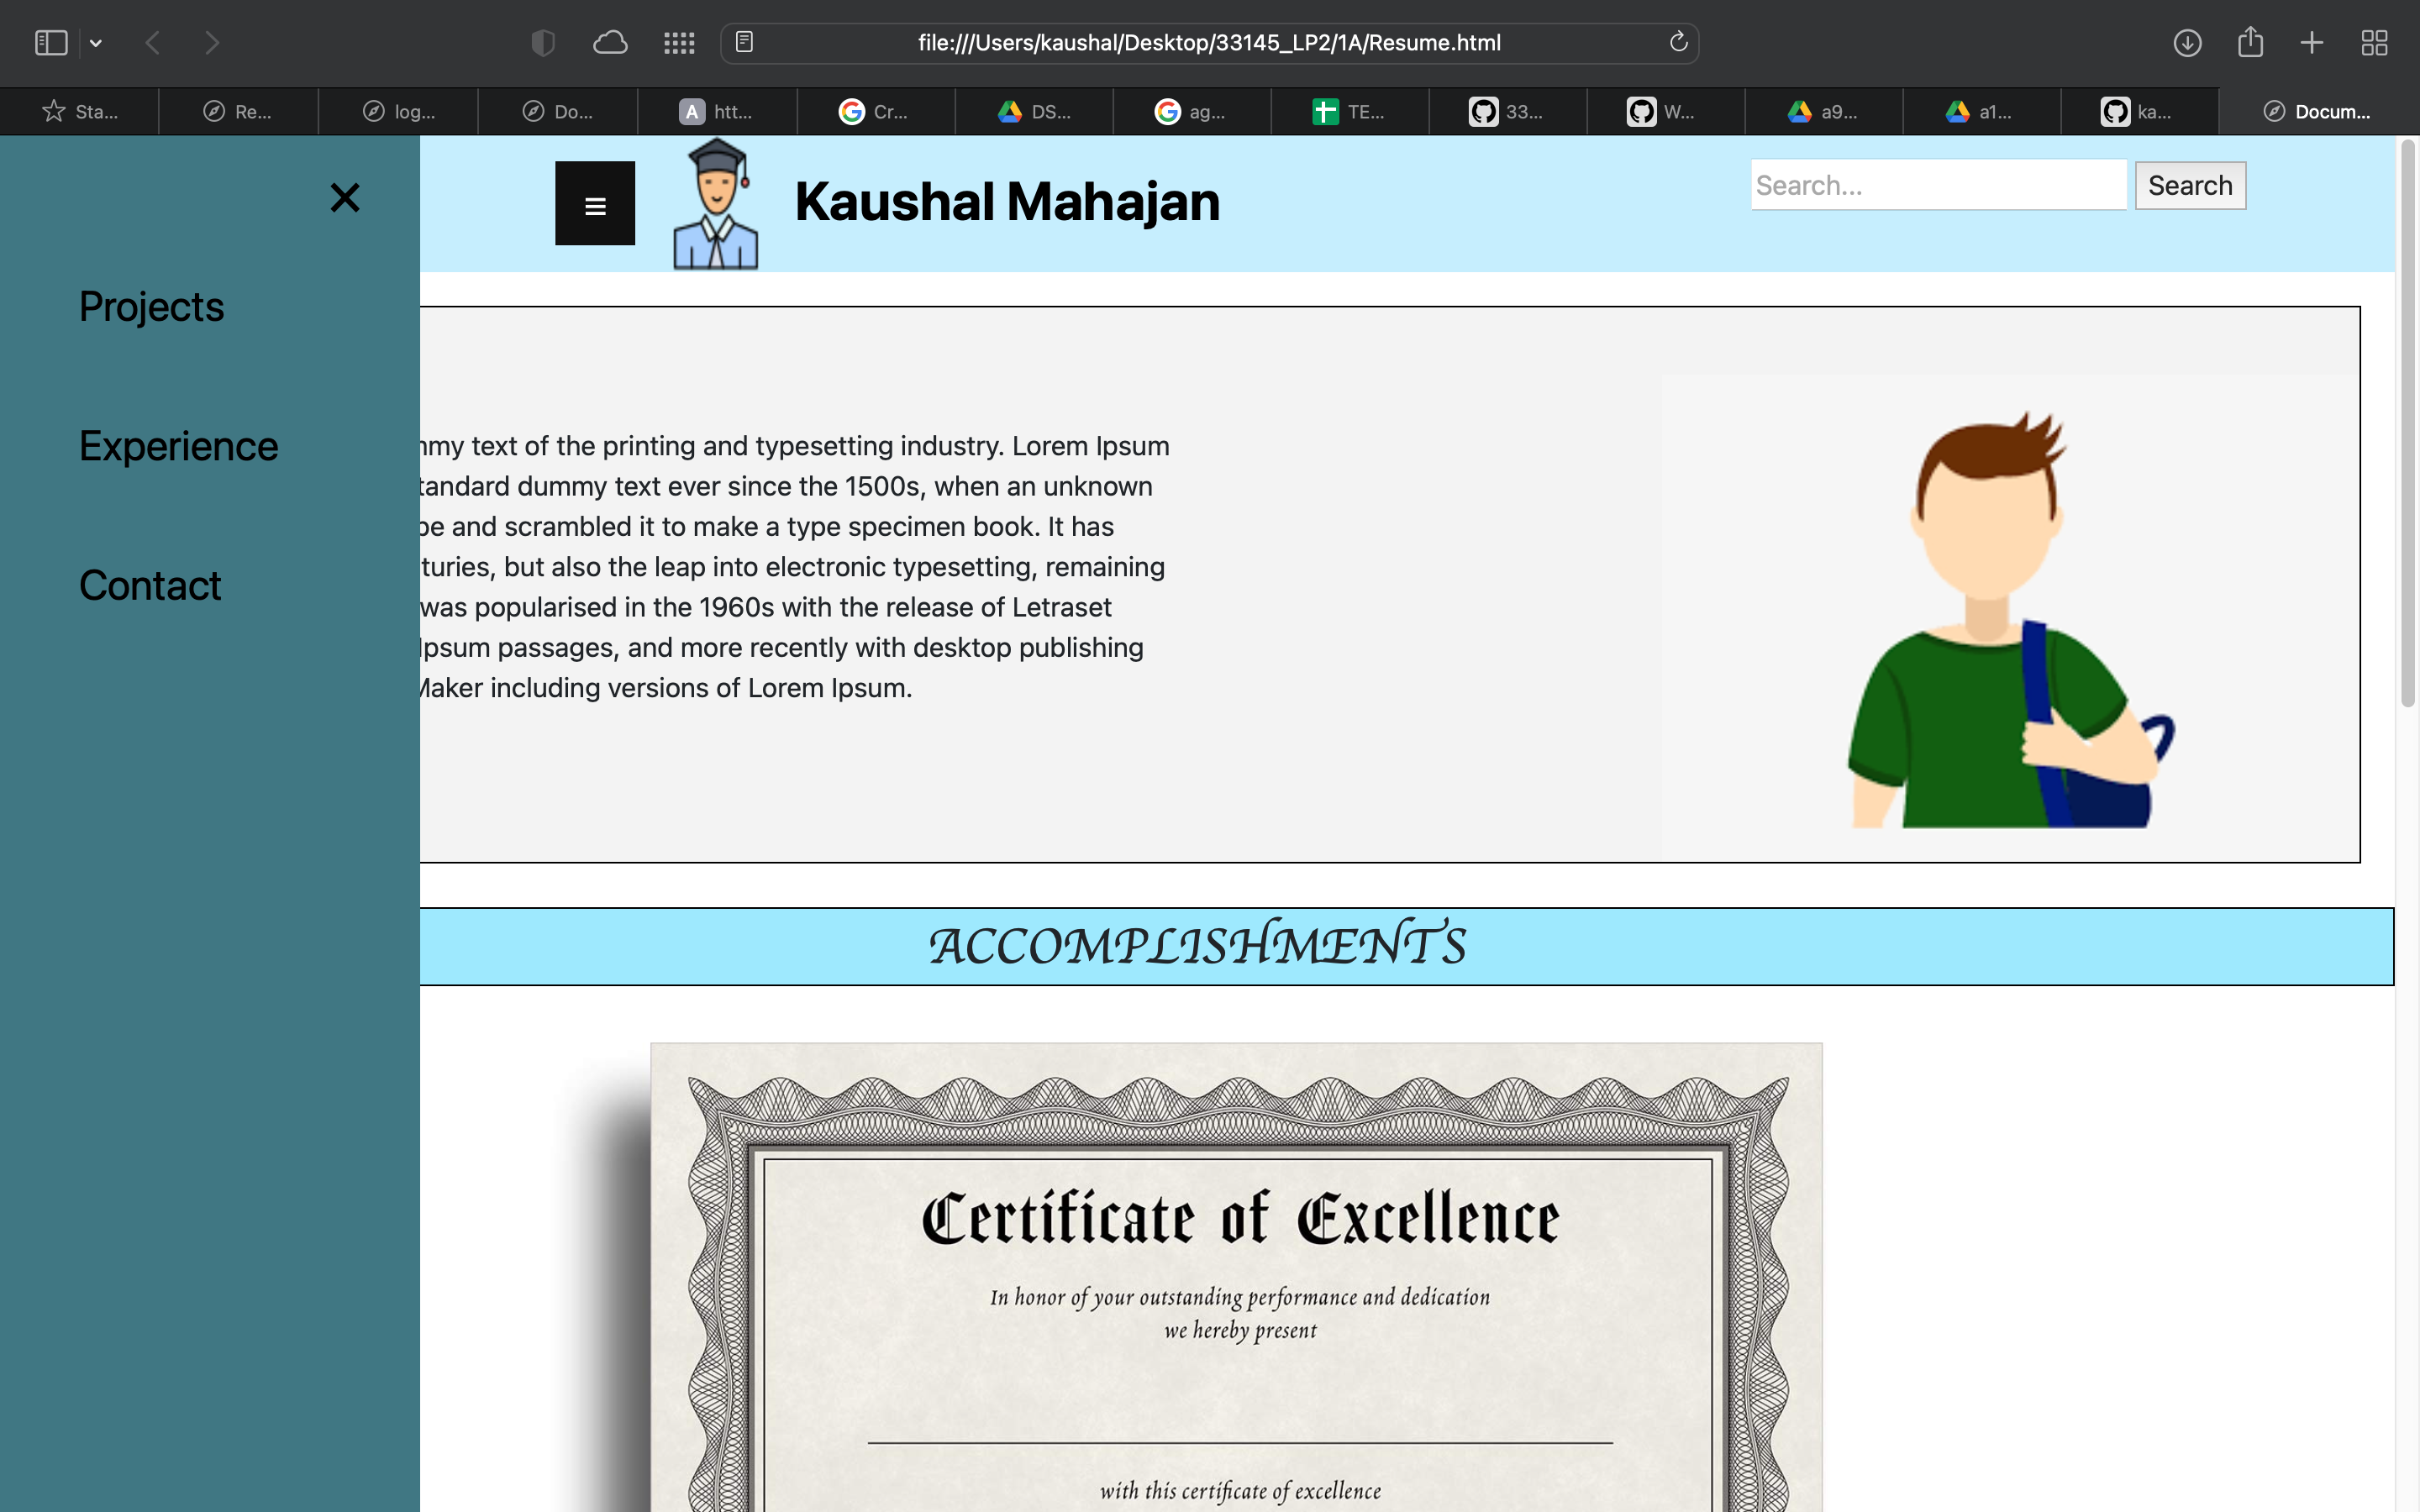 file:///Users/kaushal/Desktop/33145_LP2/1A/Resume.html
Sta...
Re...
log...
Do...
A
htt...
Cr...
DS...
ag...
TE...
33...
W...
a9...
a1...
ka...
Docum...
×
Projects
Experience
Contact
≡
Kaushal Mahajan
Search...
Search
my text of the printing and typesetting industry. Lorem Ipsum
tandard dummy text ever since the 1500s, when an unknown
pe and scrambled it to make a type specimen book. It has
turies, but also the leap into electronic typesetting, remaining
was popularised in the 1960s with the release of Letraset
Ipsum passages, and more recently with desktop publishing
Maker including versions of Lorem Ipsum.
ACCOMPLISHMENTS
Certificate of Excellence
In honor of your outstanding performance and dedication
we hereby present
with this certificate of excellence